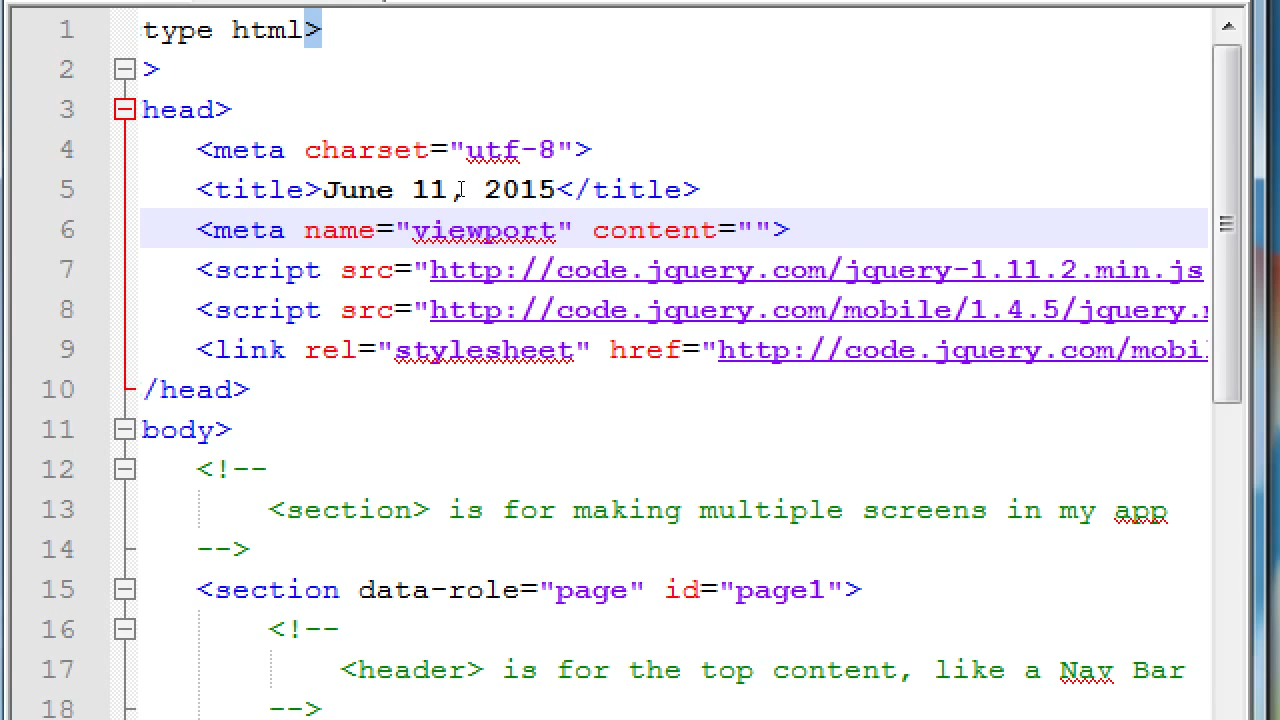 1 type html>
2 >
3 head>
4 <meta charset="utf-8">
5 <title>June 11, 2015</title>
6 <meta name="viewport" content="">
7 <script src="http://code.jquery.com/jquery-1.11.2.min.js
8 <script src="http://code.jquery.com/mobile/1.4.5/jquery.
9 <link rel="stylesheet" href="http://code.jquery.com/mobi
10 /head>
11 body>
12 <!--
13 <section> is for making multiple screens in my app
14 -->
15 <section data-role="page" id="page1">
16 <!--
17 <header> is for the top content, like a Nav Bar
18 -->